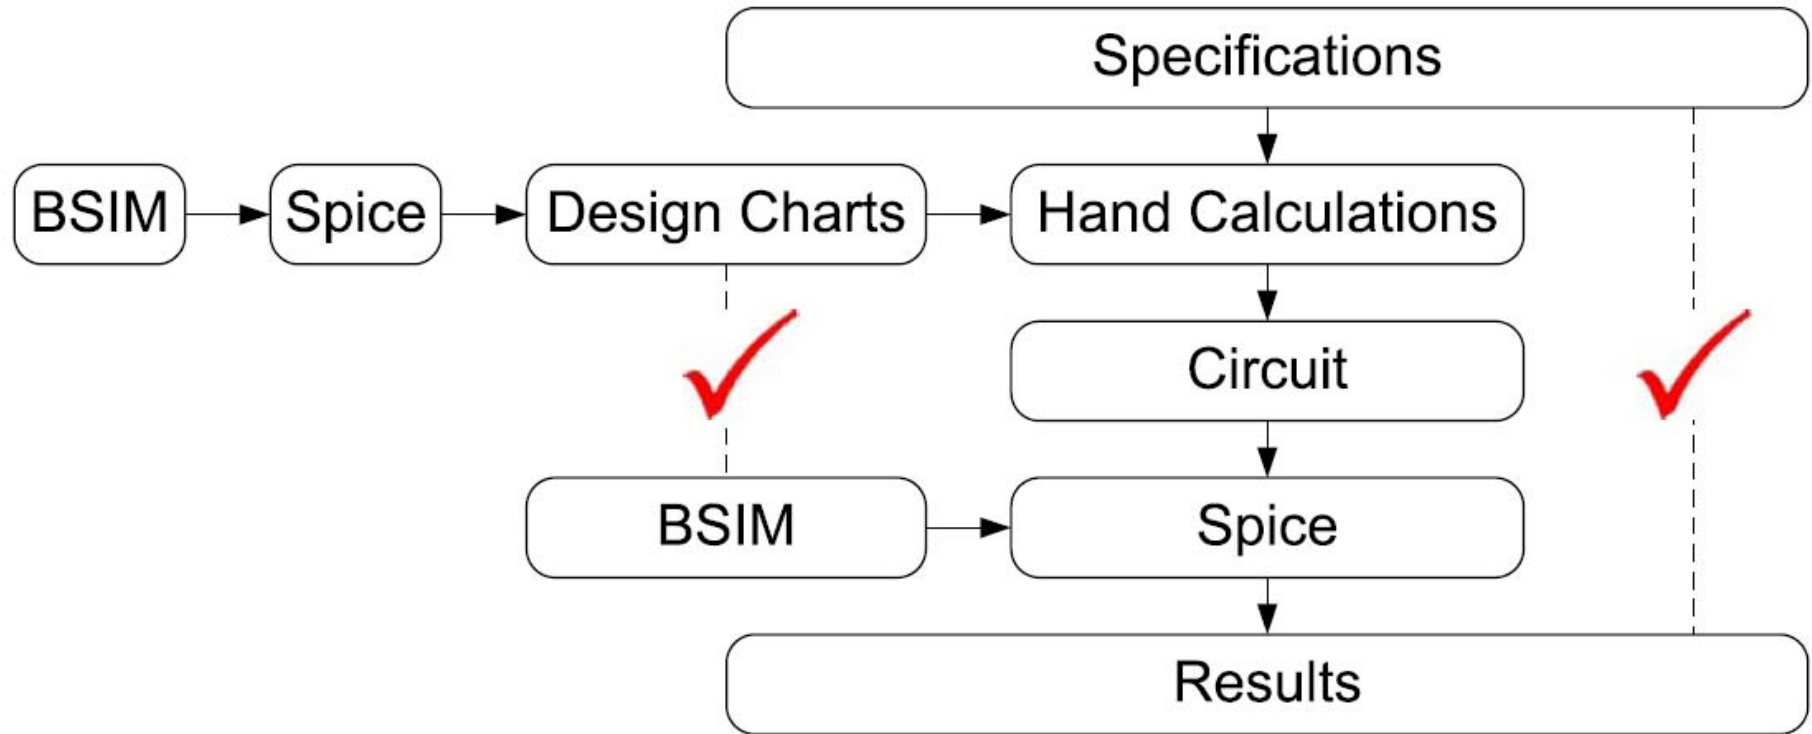 Specifications
BSIM
Spice
Design Charts
Hand Calculations
Circuit
BSIM
Spice
Results